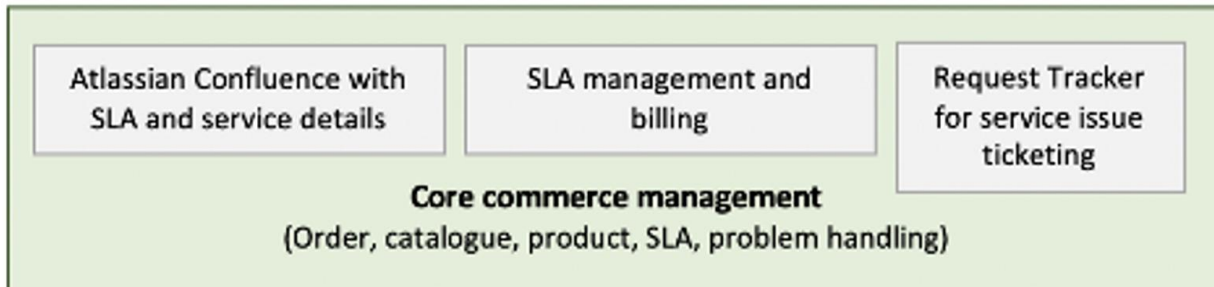 Atlassian Confluence with
SLA and service details
SLA management and
billing
Request Tracker
for service issue
ticketing
Core commerce management
(Order, catalogue, product, SLA, problem handling)